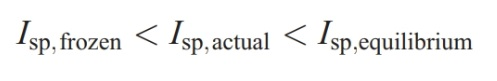 I_sp, frozen < I_sp, actual < I_sp,equilibrium